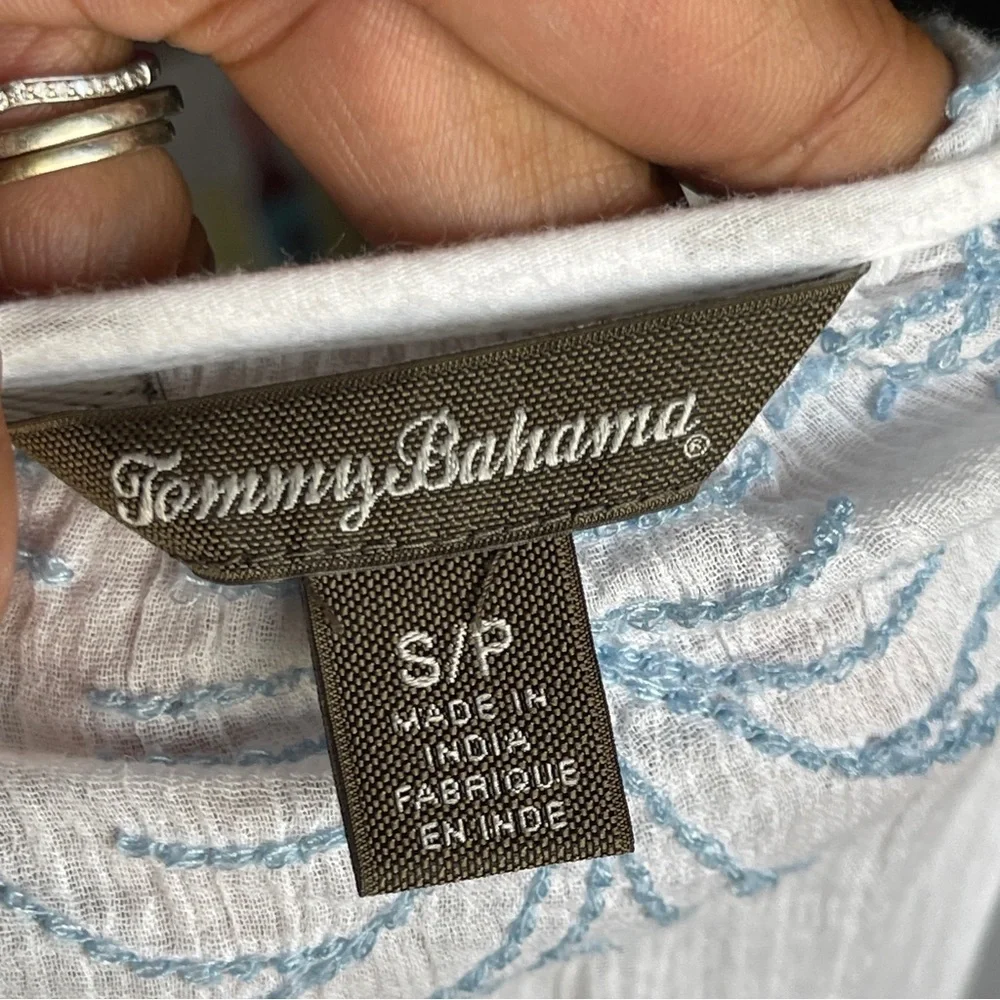 Tommy Bahama®
S/P
MADE IN
INDIA
FABRIQUE
EN INDE